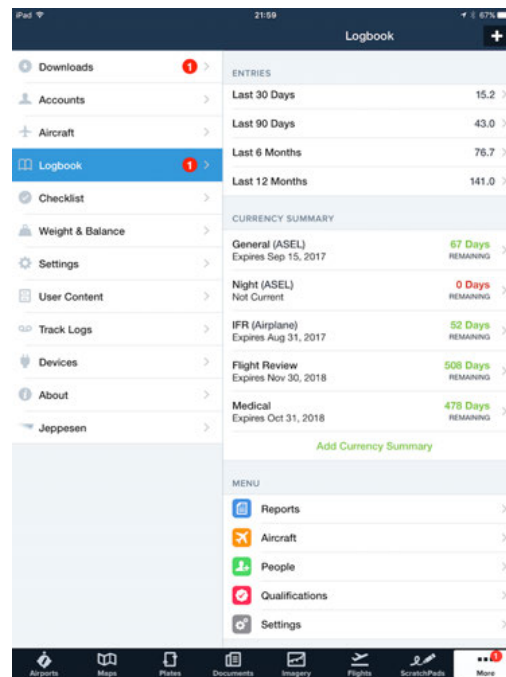 iPad
21:59
67%
Logbook
Downloads
1
Accounts
Aircraft
Logbook
1
Checklist
Weight & Balance
Settings
User Content
Track Logs
Devices
About
Jeppesen
ENTRIES
Last 30 Days 15.2
Last 90 Days 43.0
Last 6 Months 76.7
Last 12 Months 141.0
CURRENCY SUMMARY
General (ASEL) 67 Days
Expires Sep 15, 2017 REMAINING
Night (ASEL) 0 Days
Not Current REMAINING
IFR (Airplane) 52 Days
Expires Aug 31, 2017 REMAINING
Flight Review 508 Days
Expires Nov 30, 2018 REMAINING
Medical 478 Days
Expires Oct 31, 2018 REMAINING
Add Currency Summary
MENU
Reports
Aircraft
People
Qualifications
Settings
Airports Maps Plates Documents Imagery Flights ScratchPads More
1